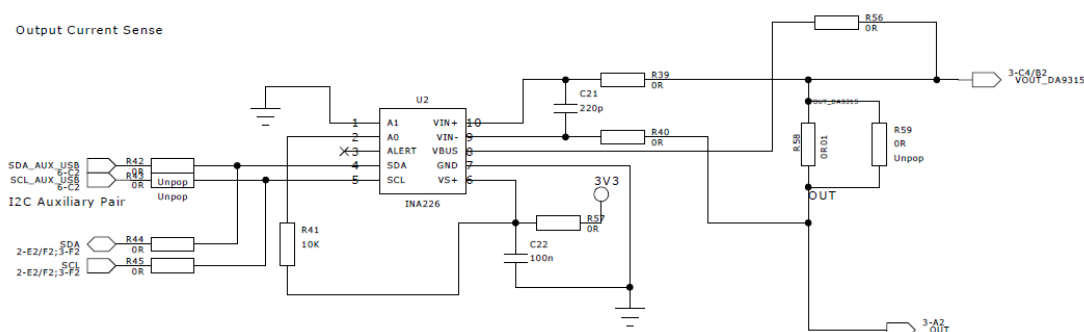 Output Current Sense
R56
0R
3-C4/B2
VOUT_DA9315
R39
0R
U2
C21
220p
VOUT_DA9315
1 A1 VIN+ 10
2 A0 VIN- 9
3 ALERT VBUS 8
4 SDA GND 7
5 SCL VS+ 6
INA226
R40
0R
R58
0R01
R59
0R
Unpop
OUT
SDA_AUX_USB
6-C2
SCL_AUX_USB
6-C2
R42
0R
Unpop
R43
0R
Unpop
I2C Auxiliary Pair
3V3
R57
0R
R41
10K
C22
100n
SDA
2-E2/F2;3-F2
R44
0R
SCL
2-E2/F2;3-F2
R45
0R
3-A2
OUT